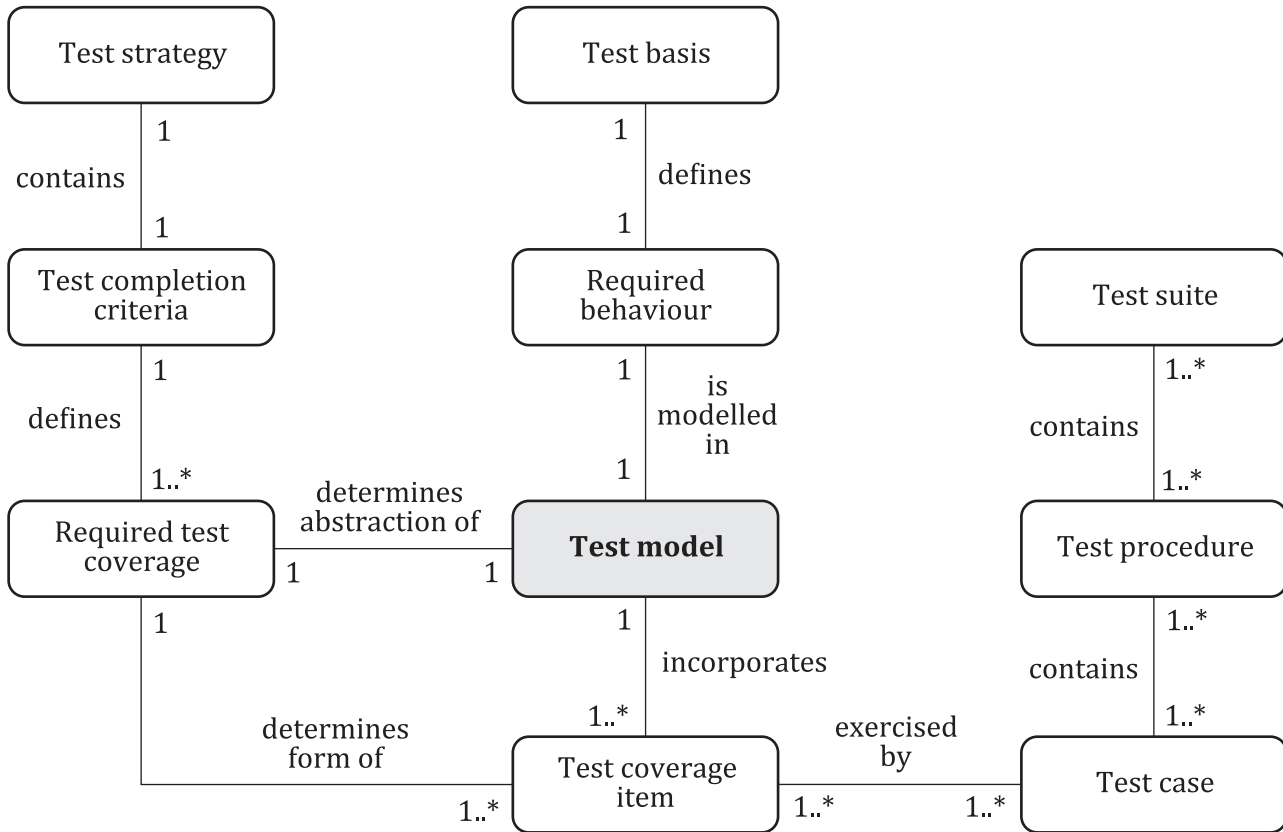 Test strategy
Test basis
1
1
contains
defines
1
1
Test completion
criteria
Required
behaviour
Test suite
1
1
1..*
is
modelled
in
defines
contains
1..*
1
1..*
determines
abstraction of
Required test
coverage
Test model
Test procedure
1
1
1
1
1..*
incorporates
contains
1..*
1..*
determines
form of
exercised
by
Test coverage
item
Test case
1..*
1..*
1..*